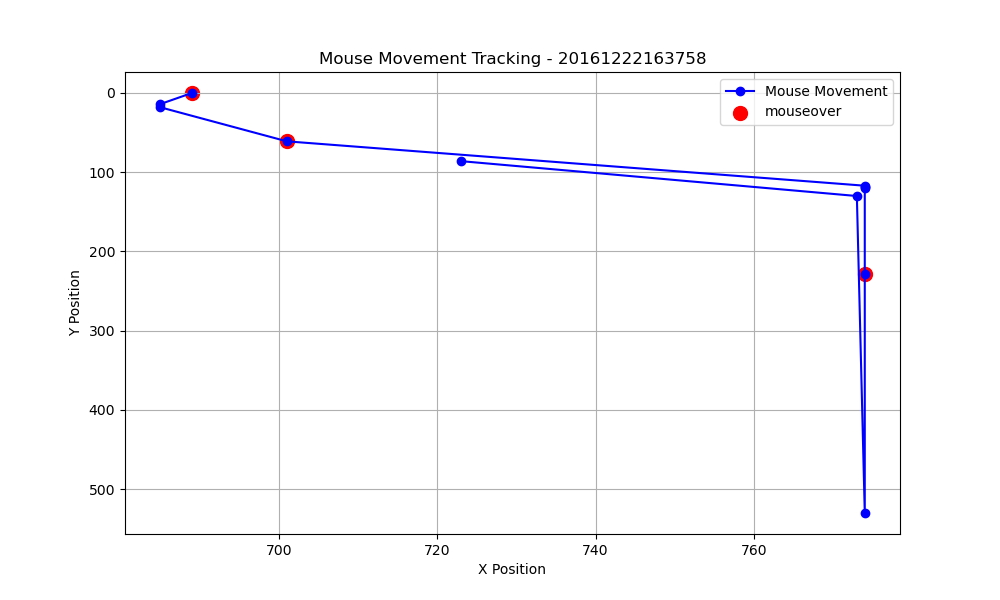 Mouse Movement Tracking - 20161222163758
Mouse Movement
mouseover
0
100
200
300
400
500
Y Position
700
720
740
760
X Position